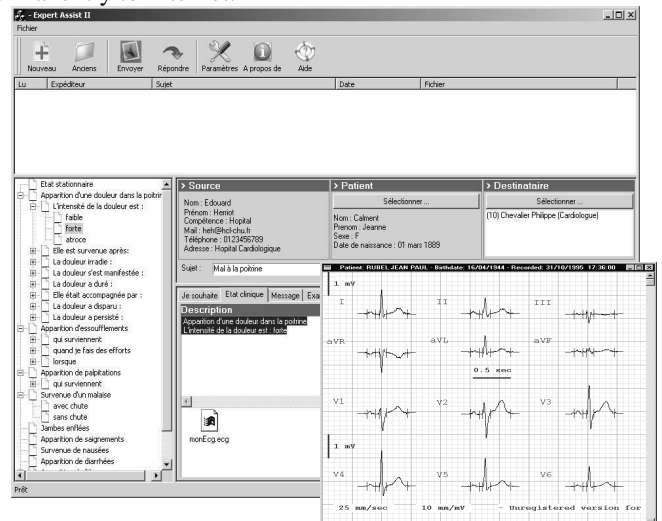 - Expert Assist II
Fichier
Nouveau Anciens Envoyer Répondre Paramètres A propos de Aide
Lu Expéditeur Sujet Date Fichier
Etat stationnaire
Apparition d'une douleur dans la poitrin
L'intensité de la douleur est :
faible
forte
atroce
Elle est survenue après:
La douleur irradie :
La douleur s'est manifestée :
La douleur a duré :
Elle était accompagnée par :
La douleur a disparu :
La douleur a persisté :
Apparition d'essoufflements
qui surviennent
quand je fais des efforts
lorsque
Apparition de palpitations
qui surviennent
Survenue d'un malaise
avec chute
sans chute
Jambes enflées
Apparition de saignements
Survenue de nausées
Apparition de diarrhées
> Source
Nom : Edouard
Prénom : Heriot
Compétence : Hopital
Mail : heh@hcl-chu.fr
Téléphone : 0123456789
Adresse : Hopital Cardiologique
> Patient
Sélectionner ...
Nom : Calment
Prenom : Jeanne
Sexe : F
Date de naissance : 01 mars 1889
> Destinataire
Sélectionner ...
(10) Chevalier Philippe (Cardiologue)
Sujet : Mal à la poitrine
Je souhaite Etat clinique Message Exa
Description
Apparition d'une douleur dans la poitrine
L'intensité de la douleur est : forte
monEcg.ecg
Patient: RUBEL JEAN PAUL - Birthdate: 16/04/1944 - Recorded: 31/10/1995 17:36:00
1 mV
I II III
aVR aVL aVF
0.5 sec
V1 V2 V3
1 mV
V4 V5 V6
25 mm/sec 10 mm/mV - Unregistered version for
Prêt